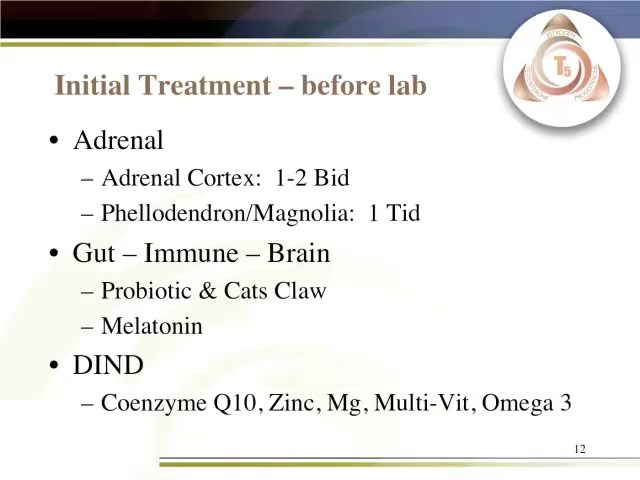 Initial Treatment – before lab
T5
• Adrenal
– Adrenal Cortex: 1-2 Bid
– Phellodendron/Magnolia: 1 Tid
• Gut – Immune – Brain
– Probiotic & Cats Claw
– Melatonin
• DIND
– Coenzyme Q10, Zinc, Mg, Multi-Vit, Omega 3
12